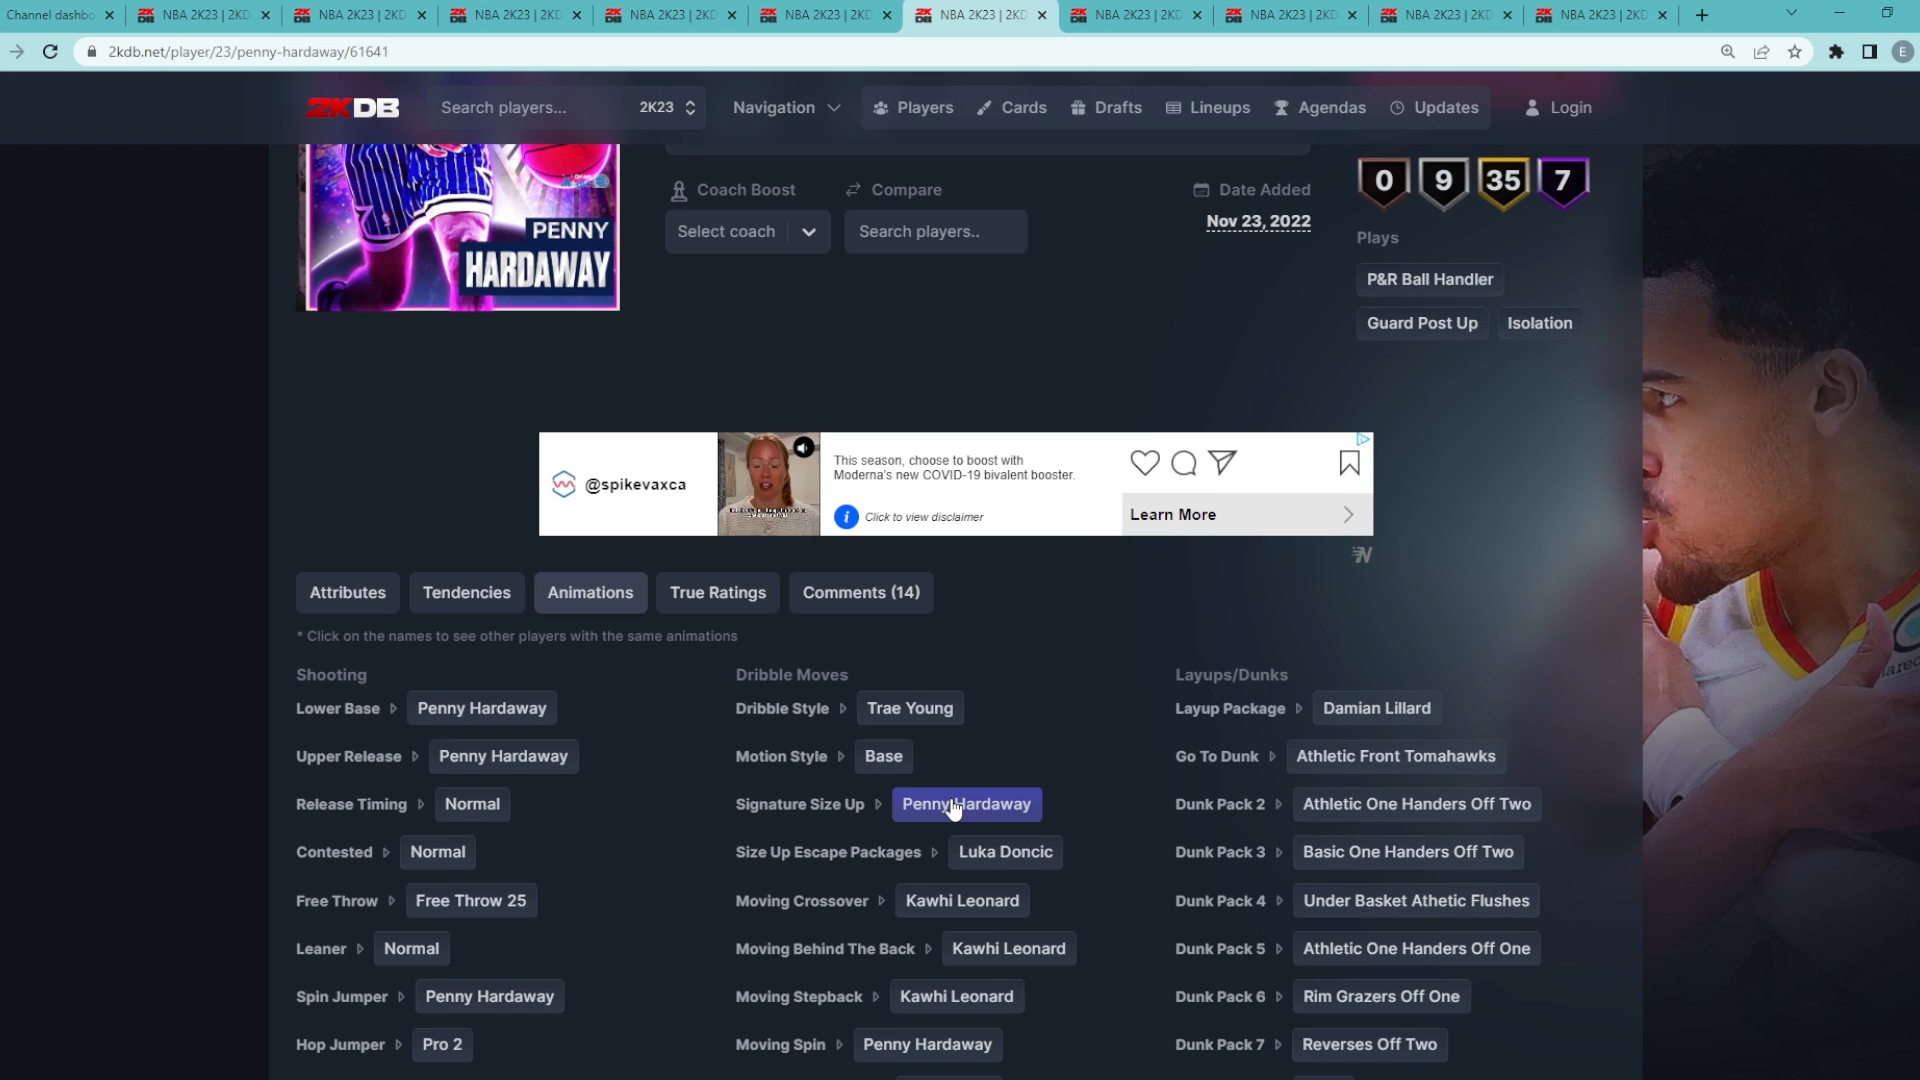 Channel dashbo
NBA 2K23 | 2KD
NBA 2K23 | 2KD
NBA 2K23 | 2KD
NBA 2K23 | 2KD
NBA 2K23 | 2KD
NBA 2K23 | 2KD
NBA 2K23 | 2KD
NBA 2K23 | 2KD
NBA 2K23 | 2KD
NBA 2K23 | 2KD
2kdb.net/player/23/penny-hardaway/61641
E
2KDB
Search players...
2K23
Navigation
Players
Cards
Drafts
Lineups
Agendas
Updates
Login
PENNY
HARDAWAY
Coach Boost
Compare
Date Added
Select coach
Search players..
Nov 23, 2022
0 9 35 7
Plays
P&R Ball Handler
Guard Post Up
Isolation
@spikevaxca
This season, choose to boost with
Moderna's new COVID-19 bivalent booster.
Click to view disclaimer
Learn More
Attributes
Tendencies
Animations
True Ratings
Comments (14)
* Click on the names to see other players with the same animations
Shooting
Lower Base Penny Hardaway
Upper Release Penny Hardaway
Release Timing Normal
Contested Normal
Free Throw Free Throw 25
Leaner Normal
Spin Jumper Penny Hardaway
Hop Jumper Pro 2
Dribble Moves
Dribble Style Trae Young
Motion Style Base
Signature Size Up Penny Hardaway
Size Up Escape Packages Luka Doncic
Moving Crossover Kawhi Leonard
Moving Behind The Back Kawhi Leonard
Moving Stepback Kawhi Leonard
Moving Spin Penny Hardaway
Layups/Dunks
Layup Package Damian Lillard
Go To Dunk Athletic Front Tomahawks
Dunk Pack 2 Athletic One Handers Off Two
Dunk Pack 3 Basic One Handers Off Two
Dunk Pack 4 Under Basket Athetic Flushes
Dunk Pack 5 Athletic One Handers Off One
Dunk Pack 6 Rim Grazers Off One
Dunk Pack 7 Reverses Off Two